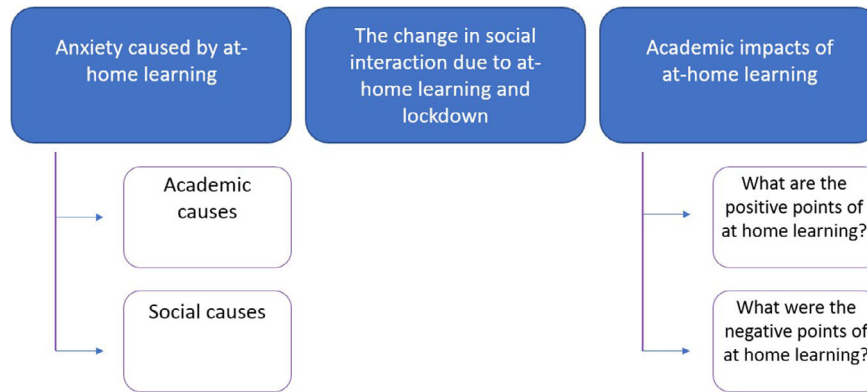 Anxiety caused by at-
home learning
The change in social
interaction due to at-
home learning and
lockdown
Academic impacts of
at-home learning
Academic
causes
Social causes
What are the
positive points of
at home learning?
What were the
negative points of
at home learning?